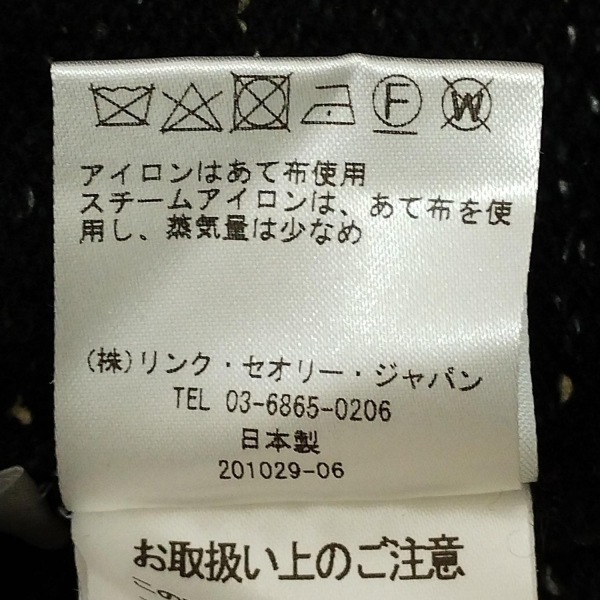 F W
アイロンはあて布使用
スチームアイロンは、あて布を使
用し、蒸気量は少なめ
(株)リンク・セオリー・ジャパン
TEL 03-6865-0206
日本製
201029-06
お取扱い上のご注意